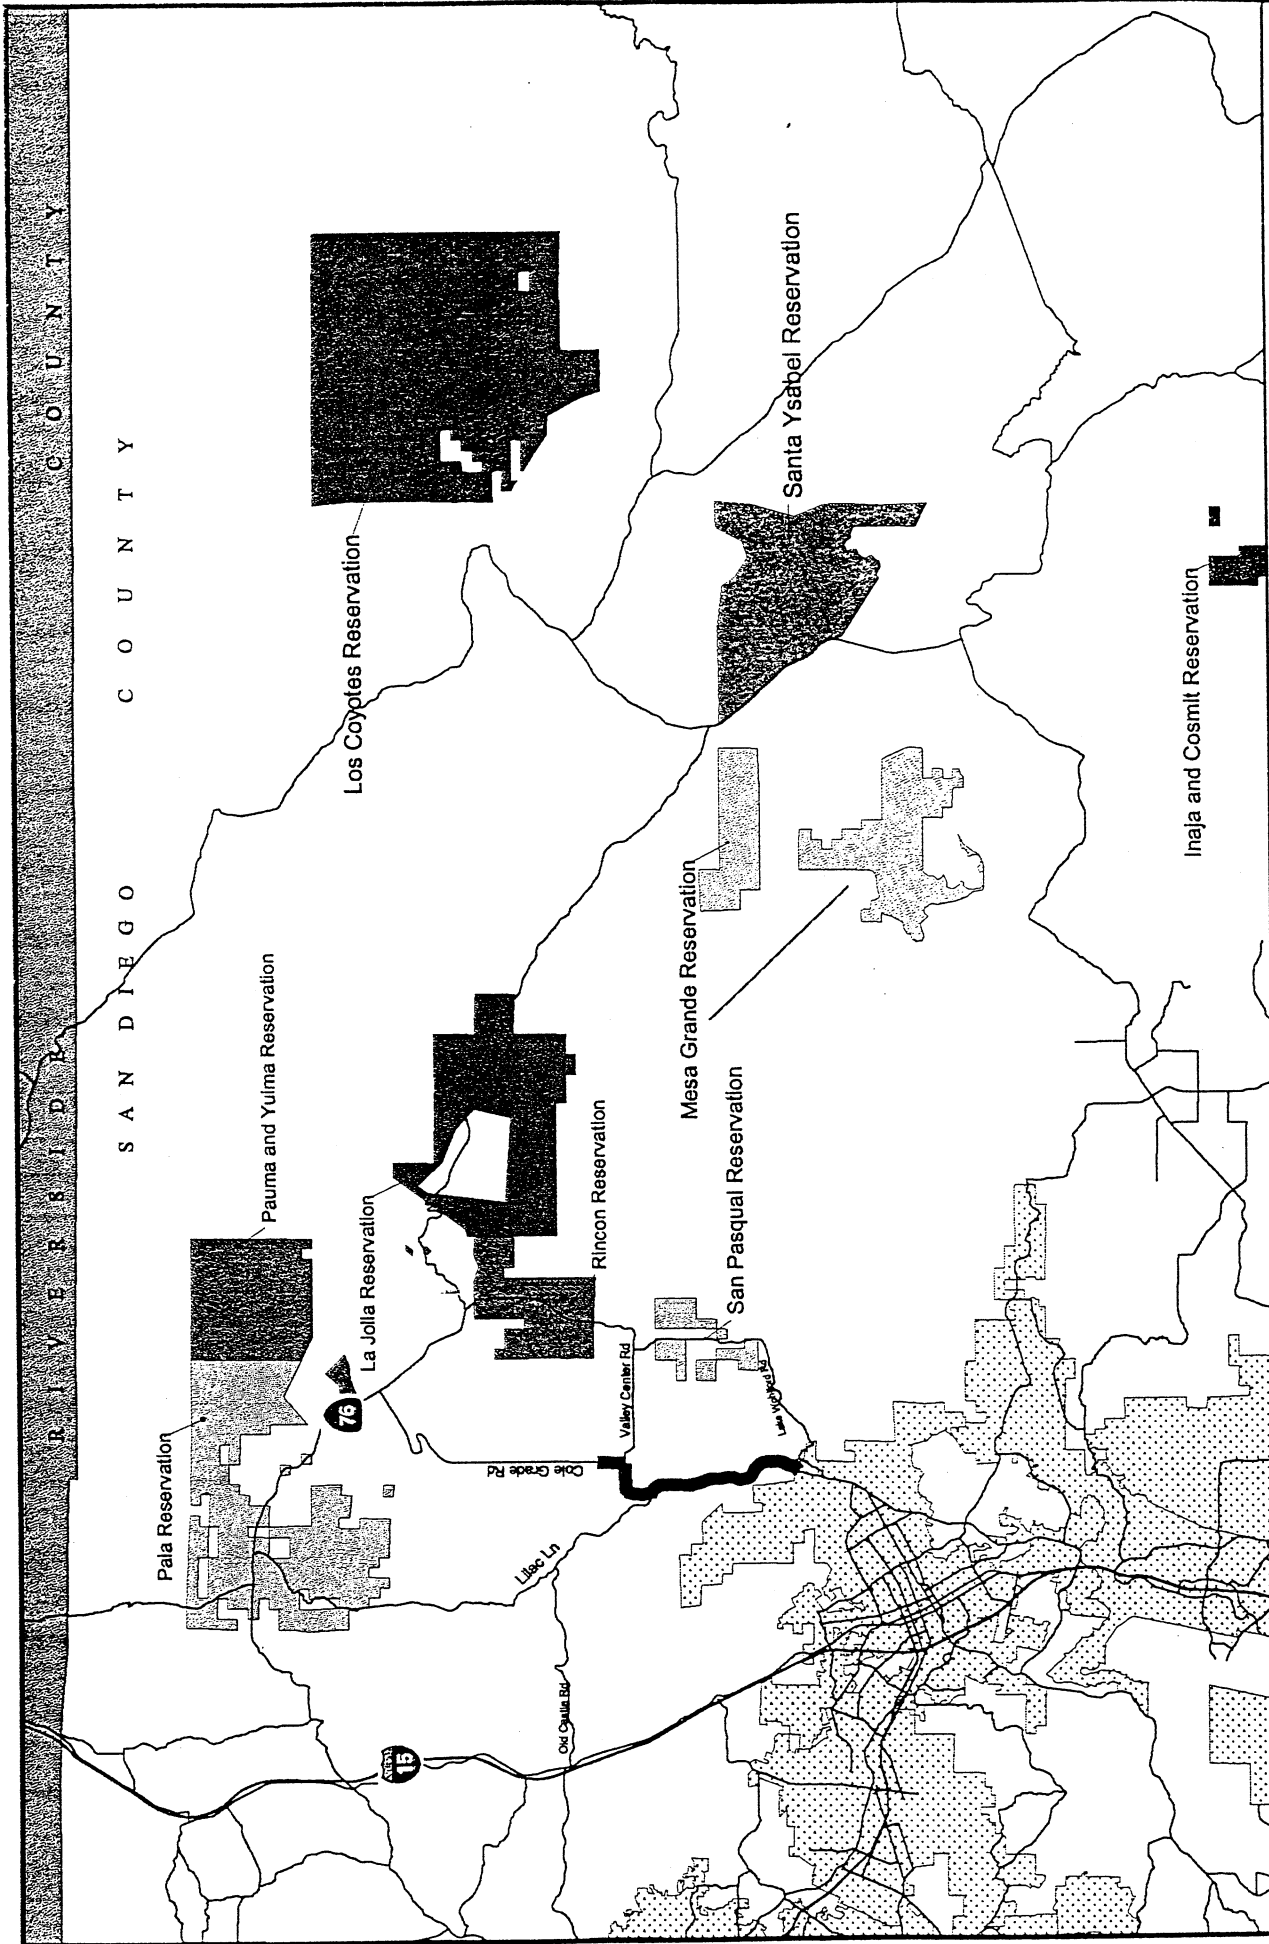 RIVERSIDE COUNTY
SAN DIEGO COUNTY
Pala Reservation
Pauma and Yuima Reservation
Los Coyotes Reservation
76
La Jolla Reservation
15
Cole Grade Rd
Lilac Ln
Old Castle Rd
Rincon Reservation
Valley Center Rd
San Pasqual Reservation
Lake Wohlford Rd
Mesa Grande Reservation
Santa Ysabel Reservation
Inaja and Cosmit Reservation